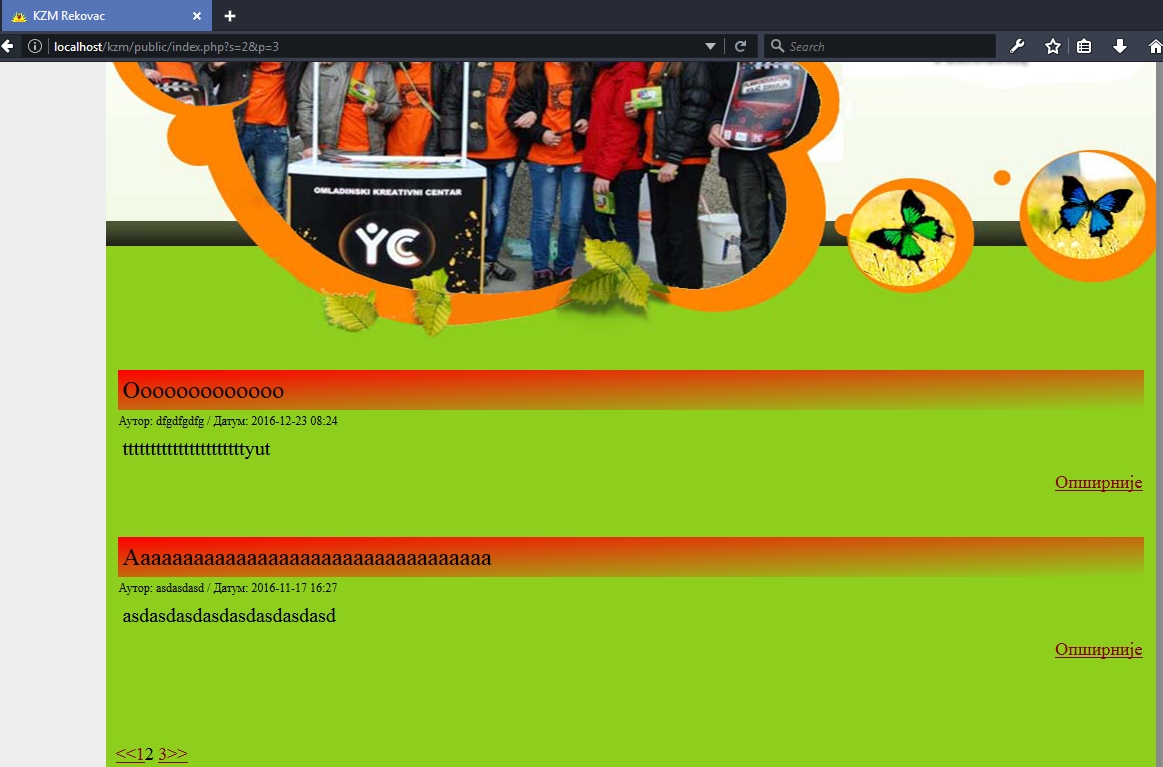 KZM Rekovac
localhost/kzm/public/index.php?s=2&p=3
Search
OMLADINSKI KREATIVNI CENTAR
YC
Ooooooooooooo
Аутор: dfgdfgdfg / Датум: 2016-12-23 08:24
ttttttttttttttttttttttyut
Опширније
Aaaaaaaaaaaaaaaaaaaaaaaaaaaaaaaaaa
Аутор: asdasdasd / Датум: 2016-11-17 16:27
asdasdasdasdasdasdasdasd
Опширније
<<12 3>>